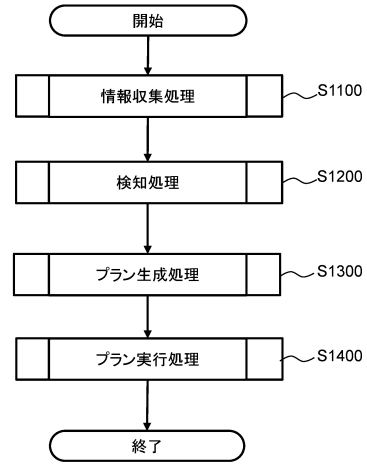 開始
情報収集処理
S1100
検知処理
S1200
プラン生成処理
S1300
プラン実行処理
S1400
終了